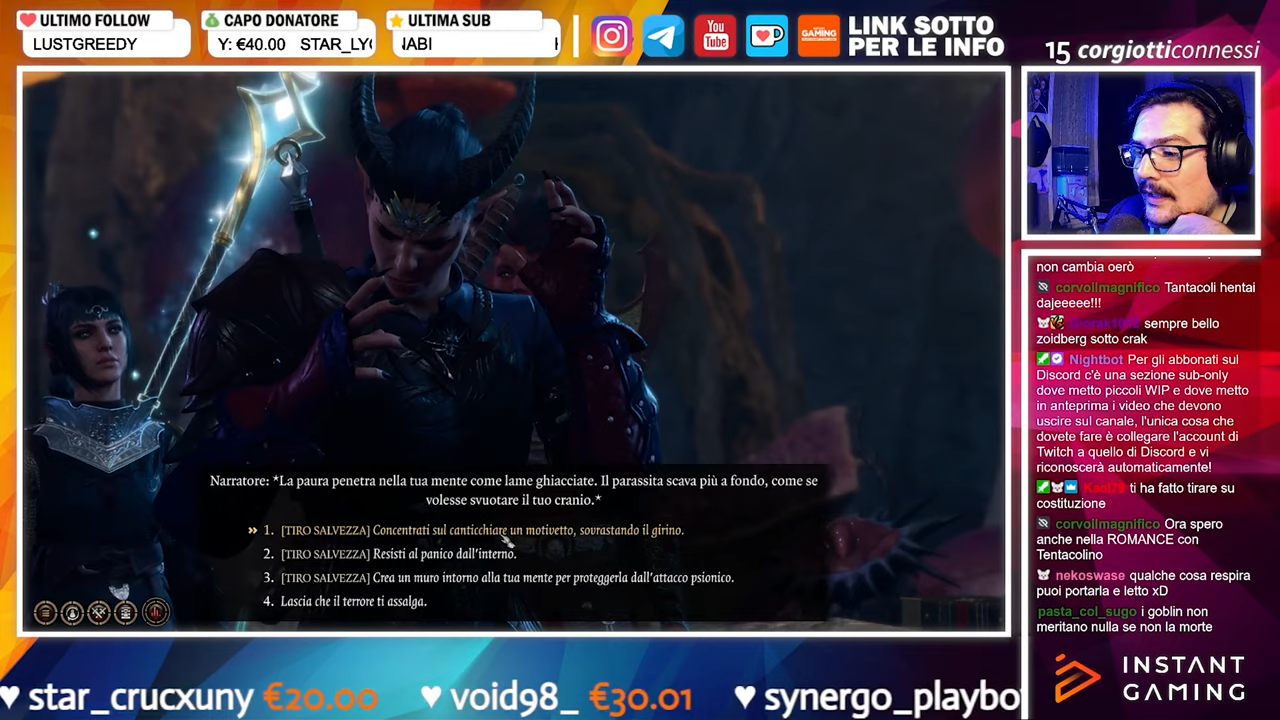 ULTIMO FOLLOW
LUSTGREEDY
CAPO DONATORE
Y: €40.00 STAR_LY
ULTIMA SUB
NABI
You
Tube
GAMING
LINK SOTTO
PER LE INFO
15 corgiotticonnessi
non cambia oerò
corvoilmagnifico Tantacoli hentai
dajeeeee!!!
sempre bello
zoidberg sotto crak
Nightbot Per gli abbonati sul
Discord c'è una sezione sub-only
dove metto piccoli WIP e dove metto
in anteprima i video che devono
uscire sul canale, l'unica cosa che
dovete fare è collegare l'account di
Twitch a quello di Discord e vi
riconoscerà automaticamente!
ti ha fatto tirare su
costituzione
corvoilmagnifico Ora spero
anche nella ROMANCE con
Tentacolino
nekoswase qualche cosa respira
puoi portarla e letto xD
pasta_col_sugo i goblin non
meritano nulla se non la morte
Narratore: *La paura penetra nella tua mente come lame ghiacciate. Il parassita scava più a fondo, come se
volesse svuotare il tuo cranio.*
1. [TIRO SALVEZZA] Concentrati sul canticchiare un motivetto, sovrastando il girino.
2. [TIRO SALVEZZA] Resisti al panico dall'interno.
3. [TIRO SALVEZZA] Crea un muro intorno alla tua mente per proteggerla dall'attacco psionico.
4. Lascia che il terrore ti assalga.
INSTANT
GAMING
♥ star_crucxuny €20.00 ♥ void98_ €30.01 ♥ synergo_playbo